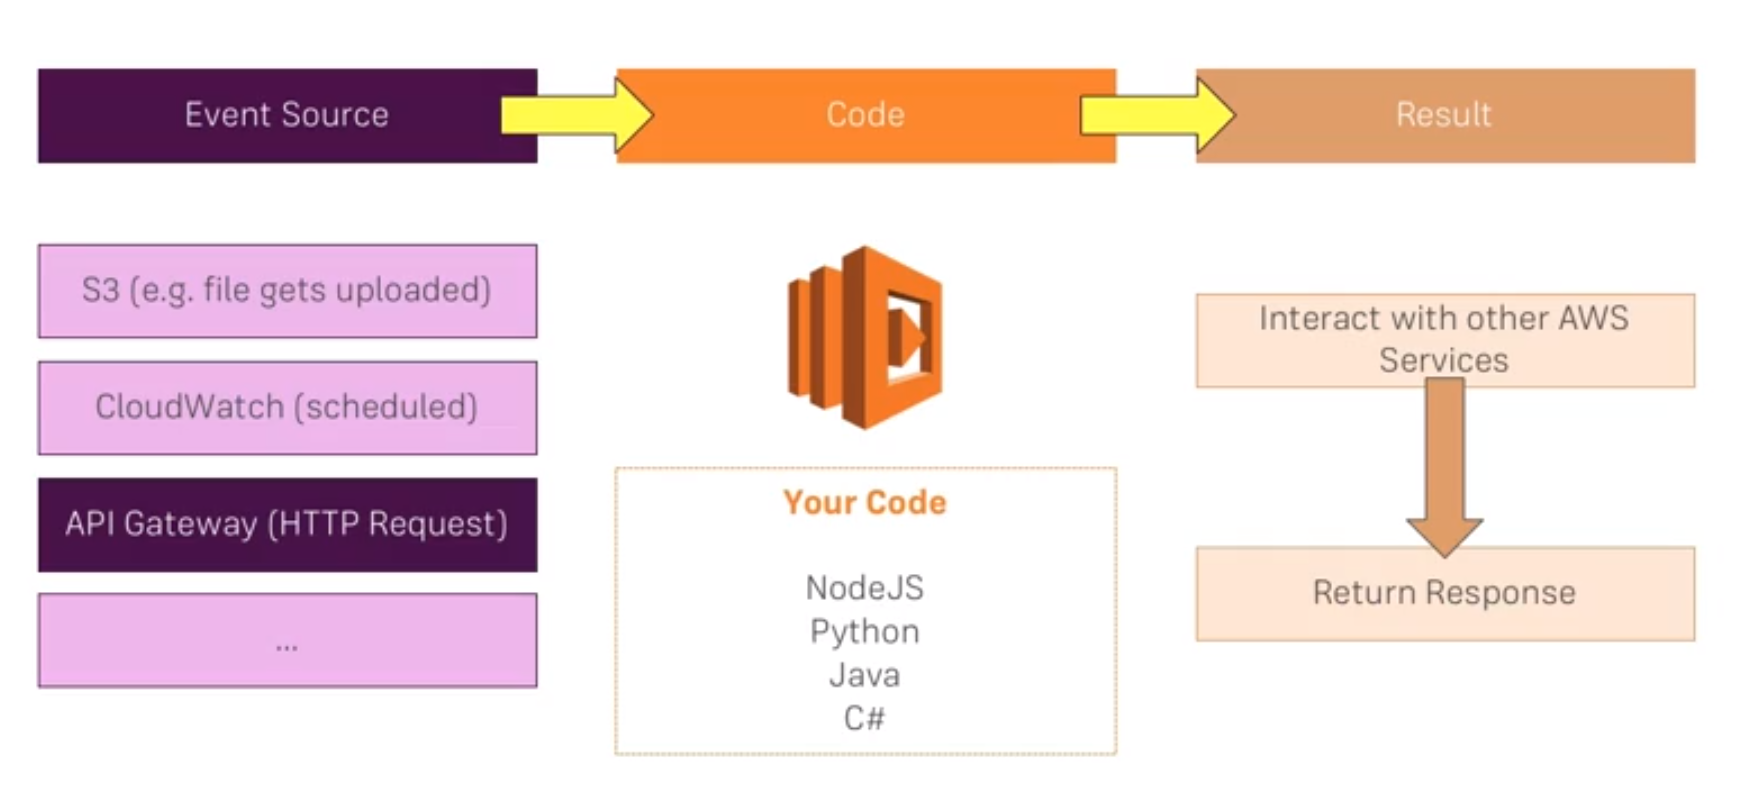 Event Source
Code
Result
S3 (e.g. file gets uploaded)
CloudWatch (scheduled)
API Gateway (HTTP Request)
...
Your Code
NodeJS
Python
Java
C#
Interact with other AWS
Services
Return Response